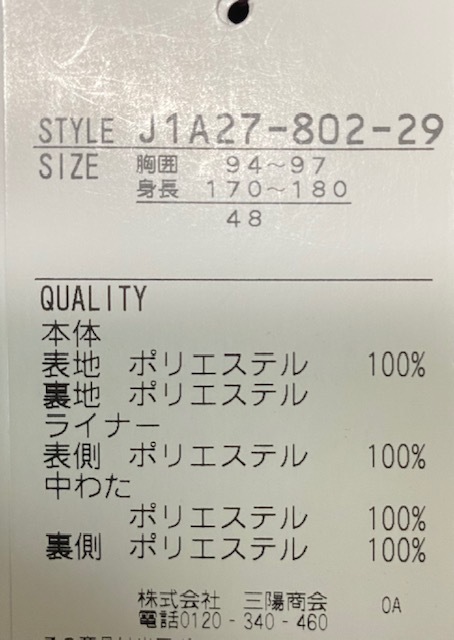 STYLE J1A27-802-29
SIZE 胸囲 94～97
身長 170～180
48
QUALITY
本体
表地 ポリエステル 100%
裏地 ポリエステル
ライナー
表側 ポリエステル 100%
中わた
ポリエステル 100%
裏側 ポリエステル 100%
株式会社 三陽商会 0A
電話0120-340-460